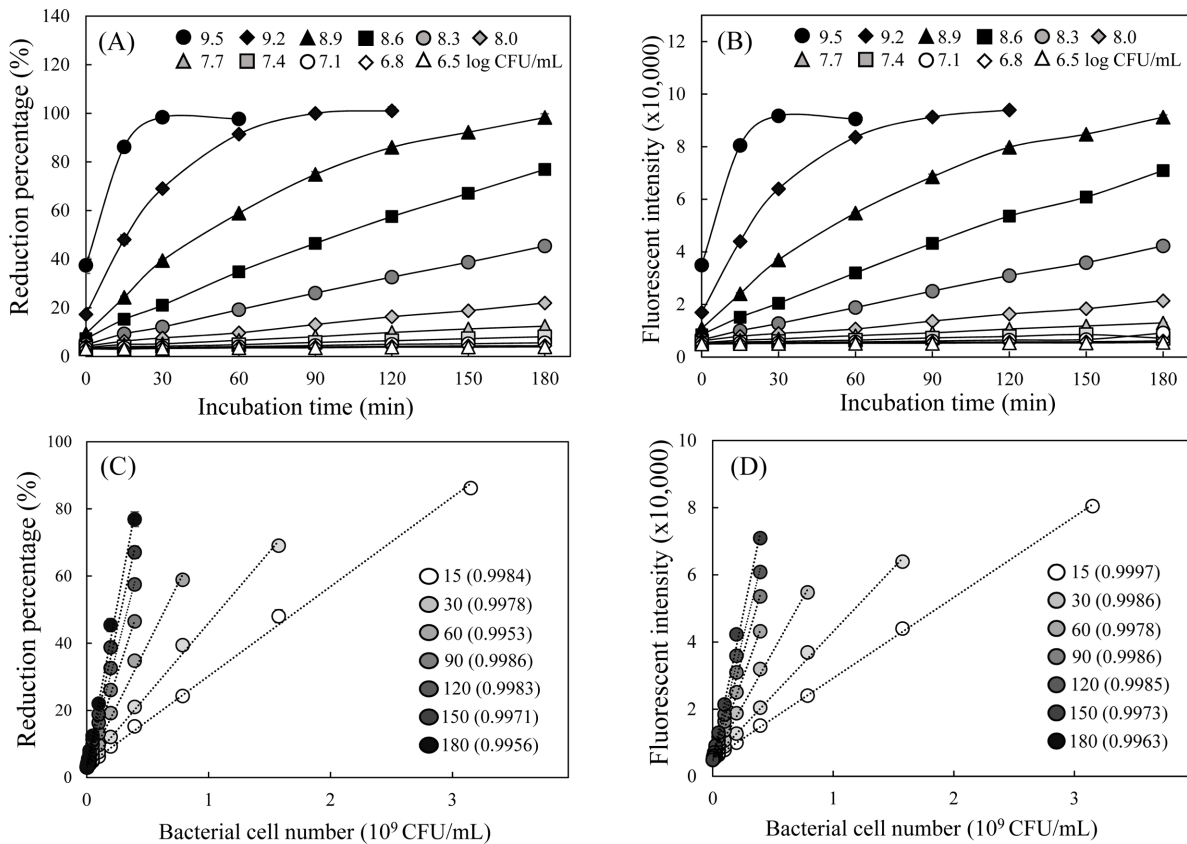 (A)
9.5 9.2 8.9 8.6 8.3 8.0
7.7 7.4 7.1 6.8 6.5 log CFU/mL
Reduction percentage (%)
140
120
100
80
60
40
20
0
0 30 60 90 120 150 180
Incubation time (min)
(B)
9.5 9.2 8.9 8.6 8.3 8.0
7.7 7.4 7.1 6.8 6.5 log CFU/mL
Fluorescent intensity (x10,000)
12
10
8
6
4
2
0
0 30 60 90 120 150 180
Incubation time (min)
(C)
Reduction percentage (%)
100
80
60
40
20
0
15 (0.9984)
30 (0.9978)
60 (0.9953)
90 (0.9986)
120 (0.9983)
150 (0.9971)
180 (0.9956)
0 1 2 3
Bacterial cell number (10⁹ CFU/mL)
(D)
Fluorescent intensity (x10,000)
10
8
6
4
2
0
15 (0.9997)
30 (0.9986)
60 (0.9978)
90 (0.9986)
120 (0.9985)
150 (0.9973)
180 (0.9963)
0 1 2 3
Bacterial cell number (10⁹ CFU/mL)